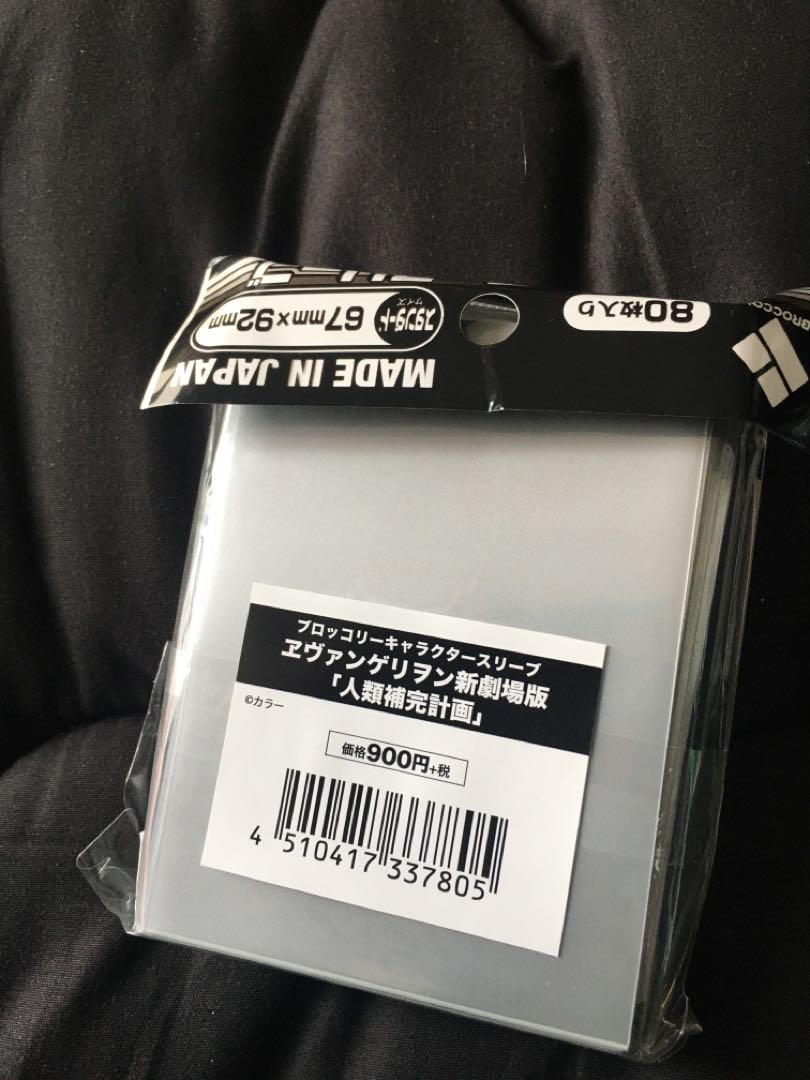 80枚入り
スタンダード
サイズ
67mm×92mm
MADE IN JAPAN
ブロッコリーキャラクタースリーブ
ヱヴァンゲリヲン新劇場版
「人類補完計画」
©カラー
価格900円+税
4 510417 337805